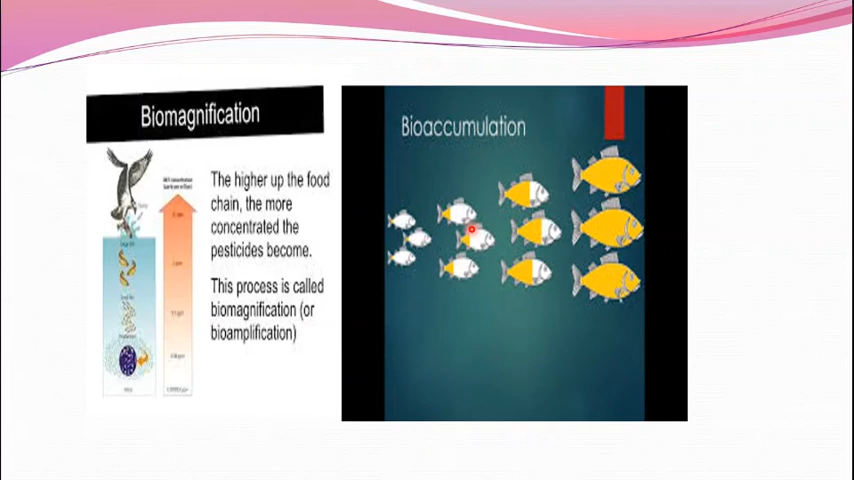 Biomagnification
The higher up the food
chain, the more
concentrated the
pesticides become.
This process is called
biomagnification (or
bioamplification)
Bioaccumulation